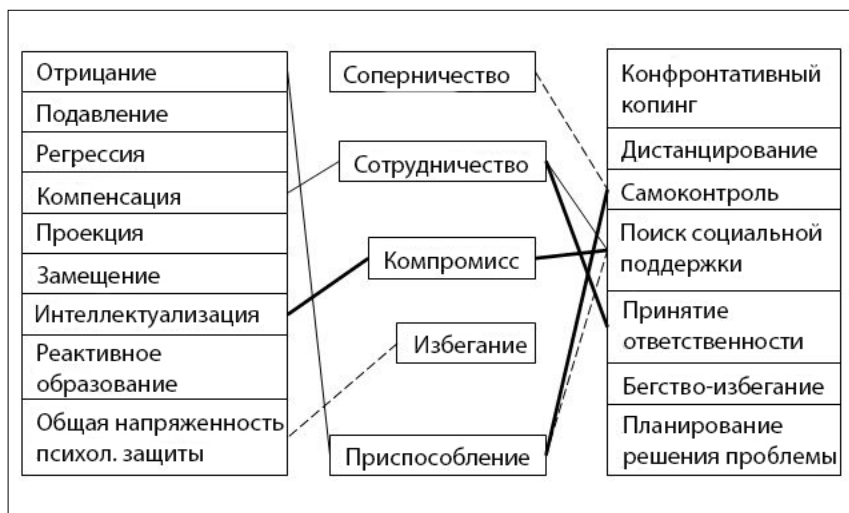 Отрицание
Подавление
Регрессия
Компенсация
Проекция
Замещение
Интеллектуализация
Реактивное
образование
Общая напряженность
психол. защиты
Соперничество
Сотрудничество
Компромисс
Избегание
Приспособление
Конфронтативный
копинг
Дистанцирование
Самоконтроль
Поиск социальной
поддержки
Принятие
ответственности
Бегство-избегание
Планирование
решения проблемы